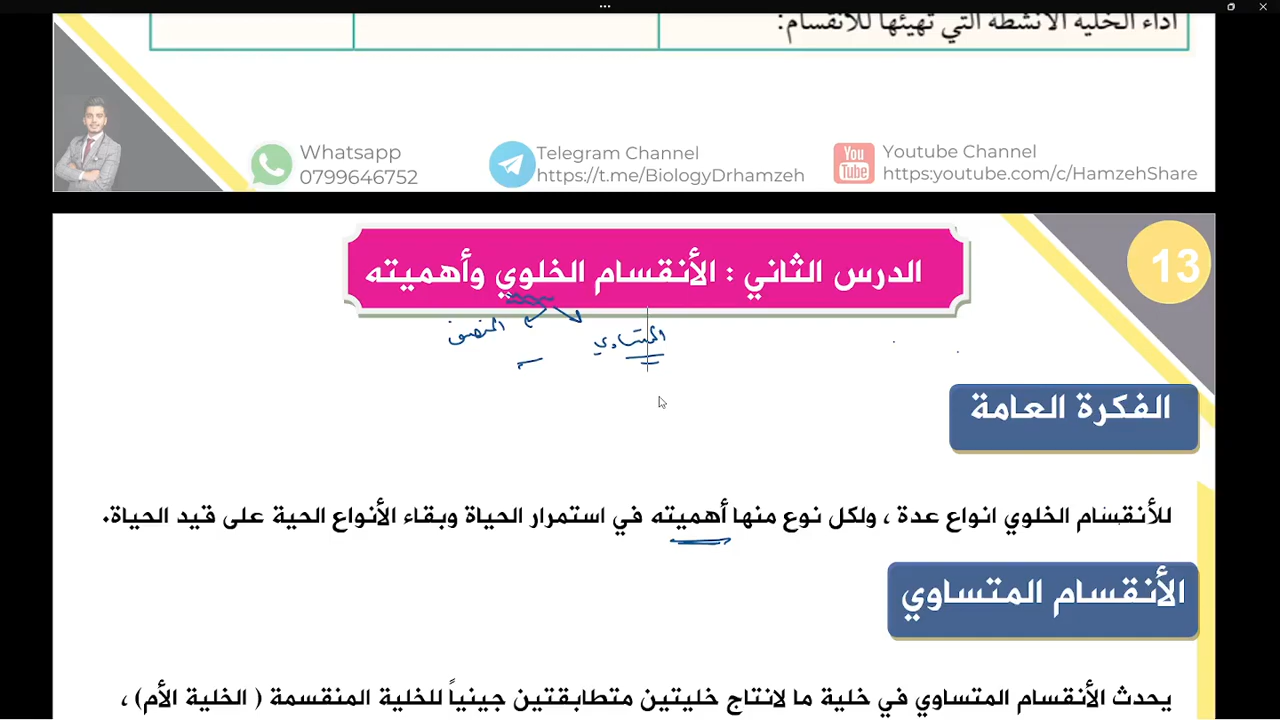 أداء الخلية الأنشطة التي تهيئها للانقسام:
Whatsapp
0799646752
Telegram Channel
https://t.me/BiologyDrhamzeh
Youtube Channel
https:youtube.com/c/HamzehShare
13
الدرس الثاني : الأنقسام الخلوي وأهميته
المتساوي
المنصف
الفكرة العامة
للأنقسام الخلوي انواع عدة ، ولكل نوع منها أهميته في استمرار الحياة وبقاء الأنواع الحية على قيد الحياة.
الأنقسام المتساوي
يحدث الأنقسام المتساوي في خلية ما لانتاج خليتين متطابقتين جينياً للخلية المنقسمة ( الخلية الأم) ،